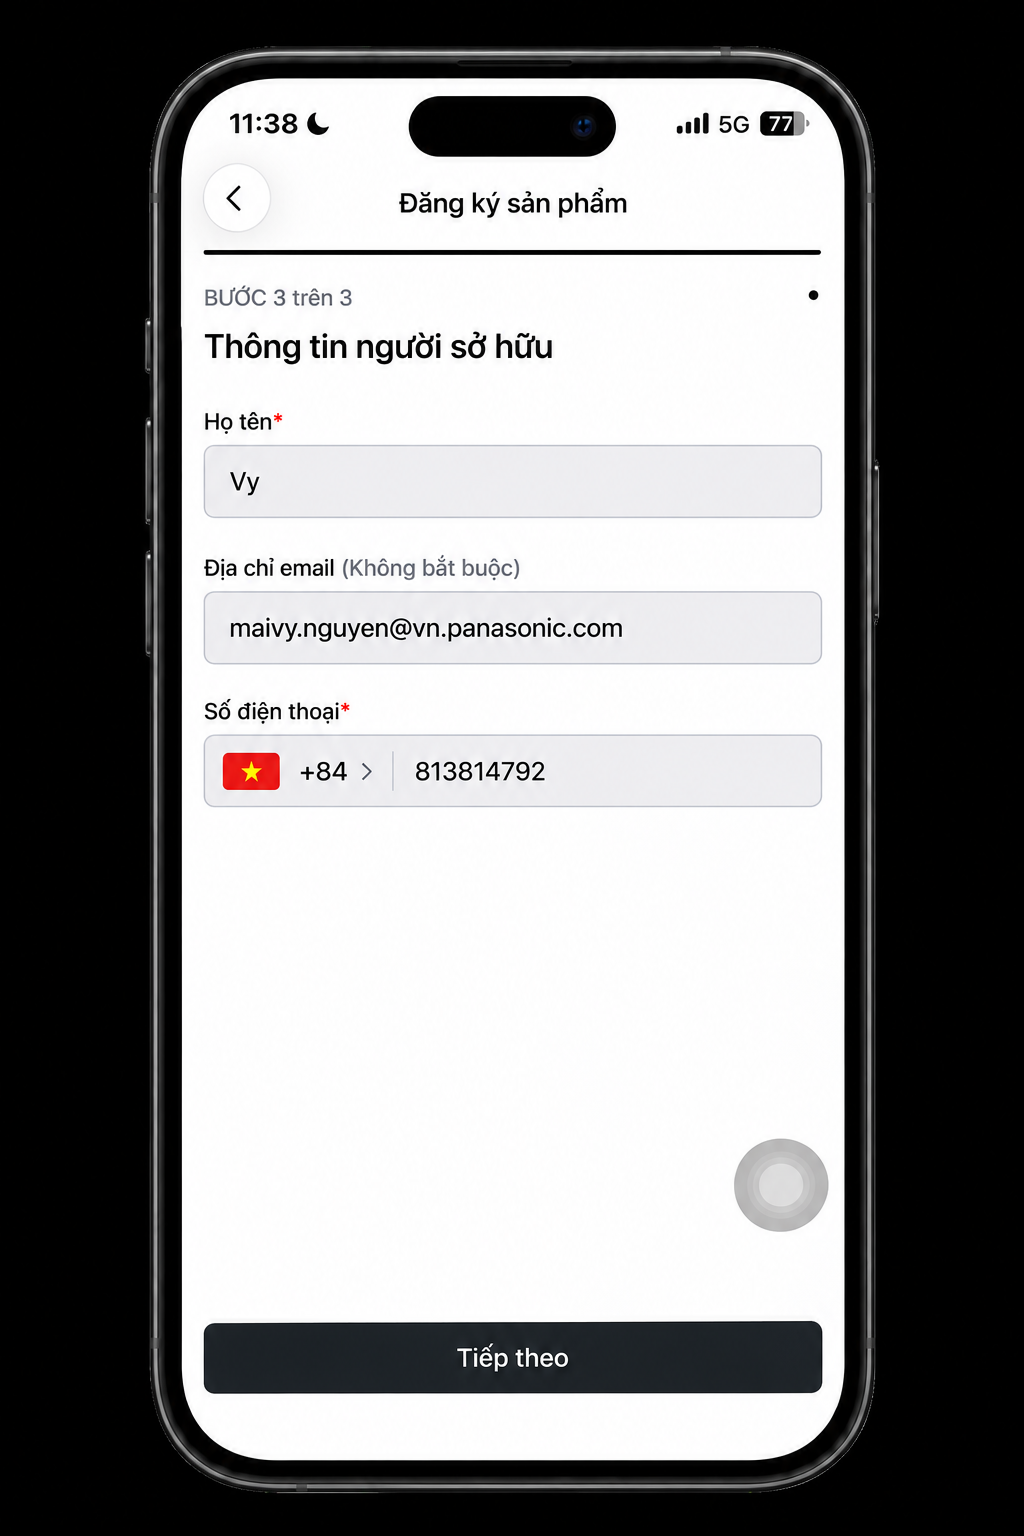 11:38
5G
77
Đăng ký sản phẩm
BƯỚC 3 trên 3
Thông tin người sở hữu
Họ tên*
Vy
Địa chỉ email (Không bắt buộc)
maivy.nguyen@vn.panasonic.com
Số điện thoại*
+84 813814792
Tiếp theo